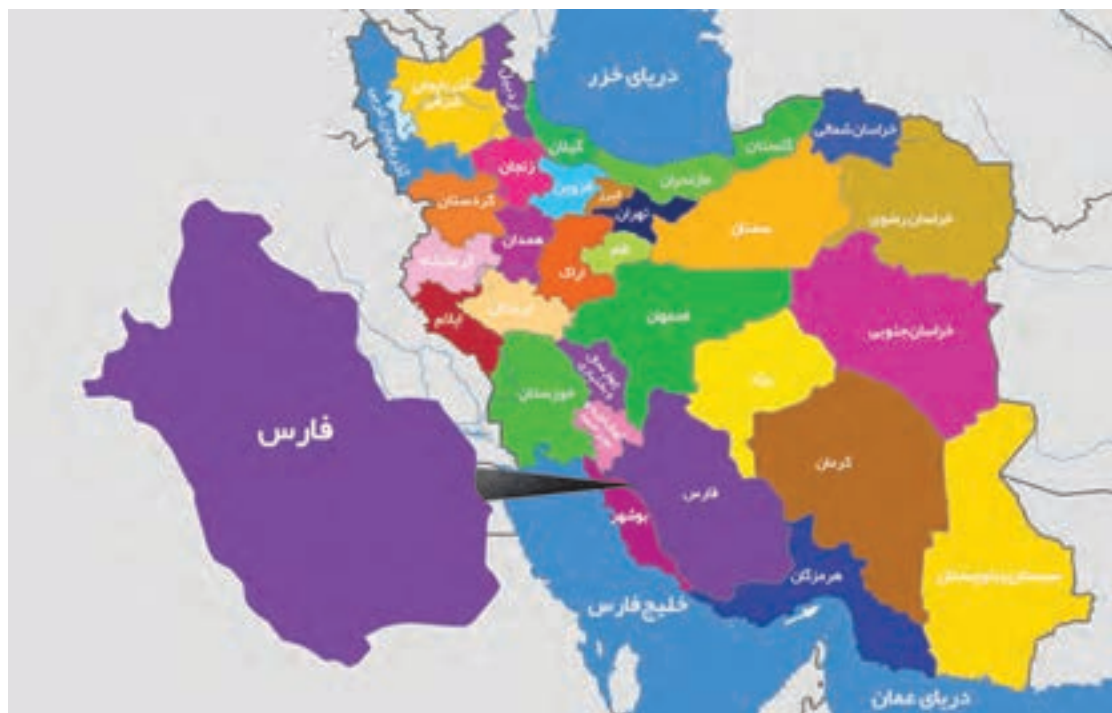 دریای خزر
آذربایجان
شرقی
اردبیل
آذربایجان غربی
گیلان
زنجان
قزوین
البرز
تهران
مازندران
گلستان
خراسان شمالی
خراسان رضوی
سمنان
کردستان
همدان
کرمانشاه
اراک
قم
ایلام
لرستان
اصفهان
خراسان جنوبی
خوزستان
چهارمحال
و بختیاری
یزد
کرمان
فارس
فارس
بوشهر
هرمزگان
سیستان و بلوچستان
خلیج فارس
دریای عمان